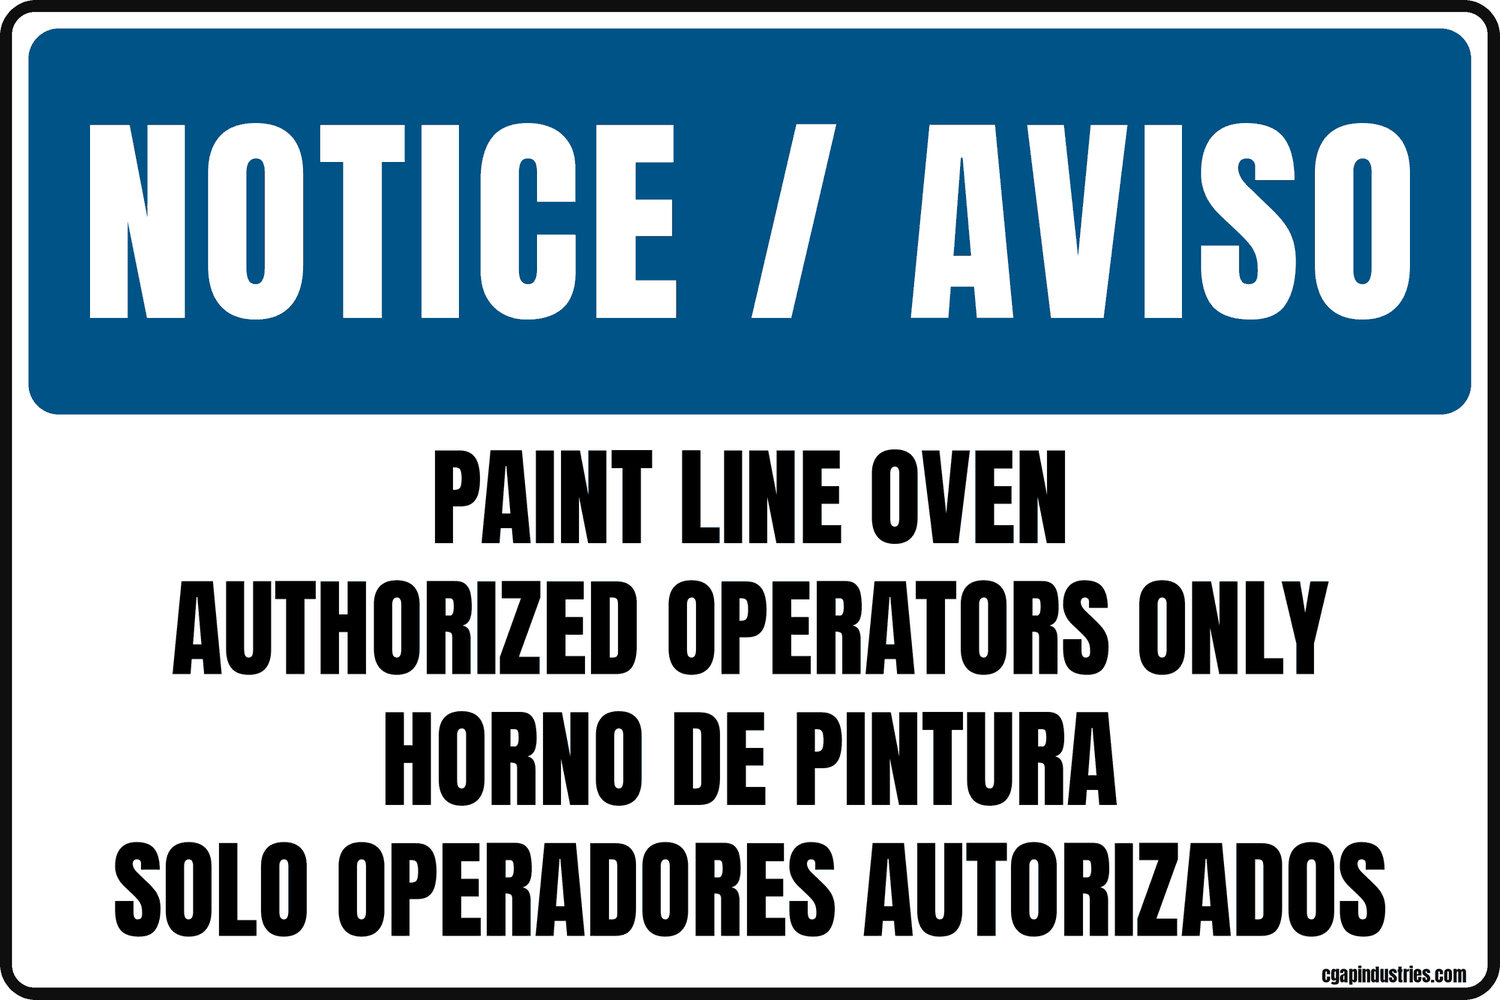 NOTICE / AVISO
PAINT LINE OVEN
AUTHORIZED OPERATORS ONLY
HORNO DE PINTURA
SOLO OPERADORES AUTORIZADOS
cgapindustries.com